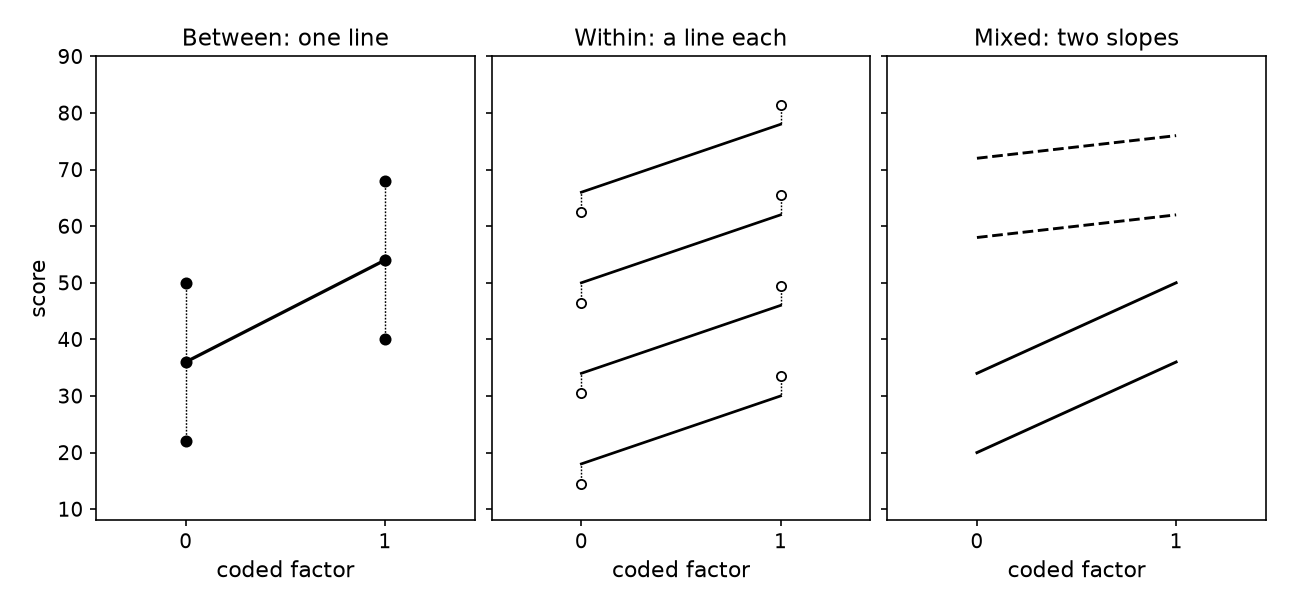 Between: one line
Within: a line each
Mixed: two slopes
score
90
80
70
60
50
40
30
20
10
0 1
0 1
0 1
coded factor
coded factor
coded factor